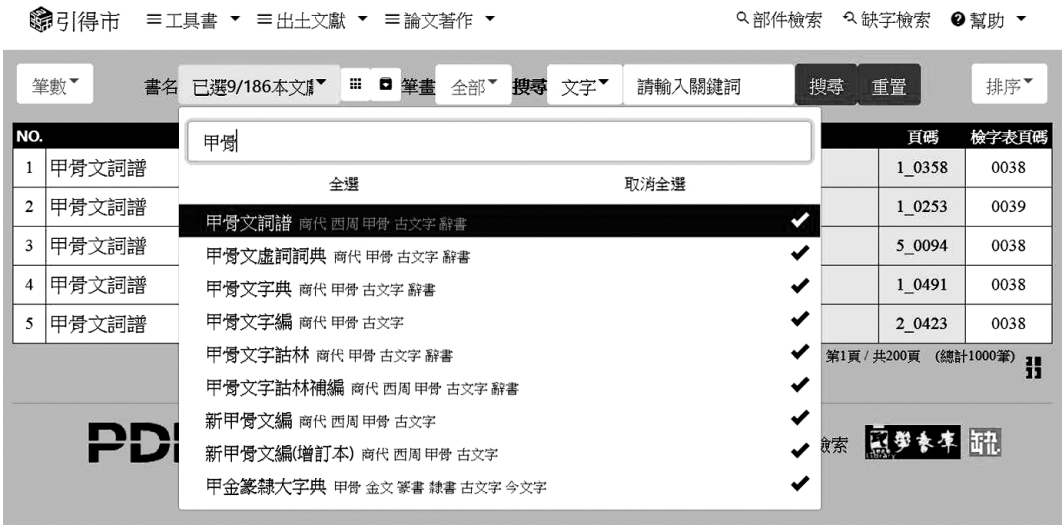 引得市 三工具書 三出土文獻 三論文著作 部件檢索 缺字檢索 幫助
筆數 書名 已選9/186本文 筆畫 全部 搜尋 文字 請輸入關鍵詞 搜尋 重置 排序
甲骨
全選 取消全選
NO. 頁碼 檢字表頁碼
1 甲骨文詞譜 1_0358 0038
2 甲骨文詞譜 1_0253 0039
3 甲骨文詞譜 5_0094 0038
4 甲骨文詞譜 1_0491 0038
5 甲骨文詞譜 2_0423 0038
甲骨文詞譜 商代 西周 甲骨 古文字 辭書
甲骨文虛詞詞典 商代 甲骨 古文字 辭書
甲骨文字典 商代 甲骨 古文字 辭書
甲骨文字編 商代 甲骨 古文字
甲骨文字詁林 商代 甲骨 古文字 辭書
甲骨文字詁林補編 商代 西周 甲骨 古文字 辭書
新甲骨文編 商代 西周 甲骨 古文字
新甲骨文編(增訂本) 商代 西周 甲骨 古文字
甲金篆隸大字典 甲骨 金文 篆書 隸書 古文字 今文字
第1頁 / 共200頁 (總計1000筆)
PD
檢索